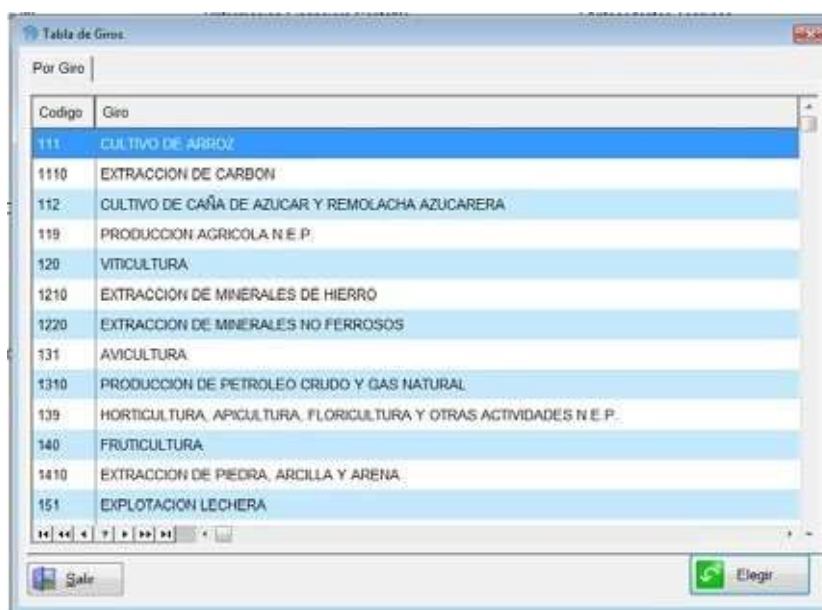 Tabla de Giros
Por Giro
Codigo Giro
111 CULTIVO DE ARROZ
1110 EXTRACCION DE CARBON
112 CULTIVO DE CAÑA DE AZUCAR Y REMOLACHA AZUCARERA
119 PRODUCCION AGRICOLA N.E.P.
120 VITICULTURA
1210 EXTRACCION DE MINERALES DE HIERRO
1220 EXTRACCION DE MINERALES NO FERROSOS
131 AVICULTURA
1310 PRODUCCION DE PETROLEO CRUDO Y GAS NATURAL
139 HORTICULTURA, APICULTURA, FLORICULTURA Y OTRAS ACTIVIDADES N.E.P.
140 FRUTICULTURA
1410 EXTRACCION DE PIEDRA, ARCILLA Y ARENA
151 EXPLOTACION LECHERA
Salir Elegir